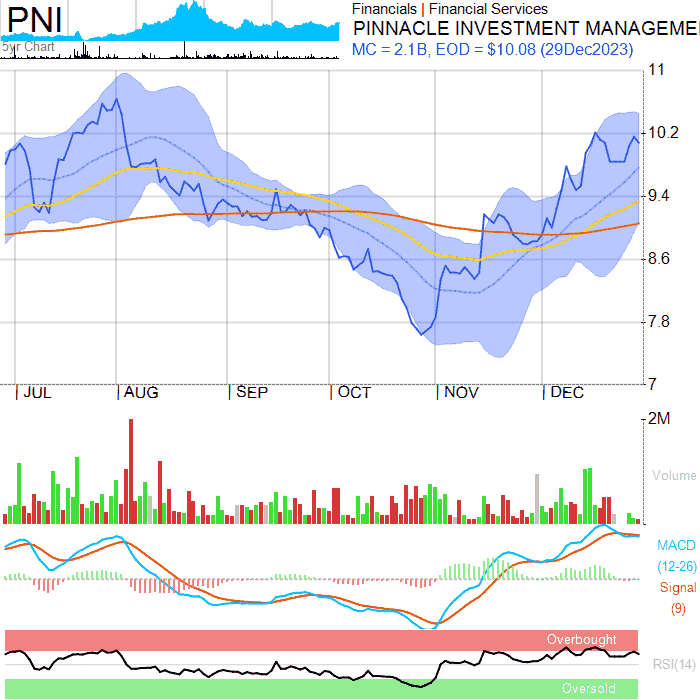 PNI
5yr Chart
Financials | Financial Services
PINNACLE INVESTMENT MANAGEME
MC = 2.1B, EOD = $10.08 (29Dec2023)
11
10.2
9.4
8.6
7.8
7
JUL AUG SEP OCT NOV DEC
2M
Volume
MACD
(12-26)
Signal
(9)
Overbought
RSI(14)
Oversold